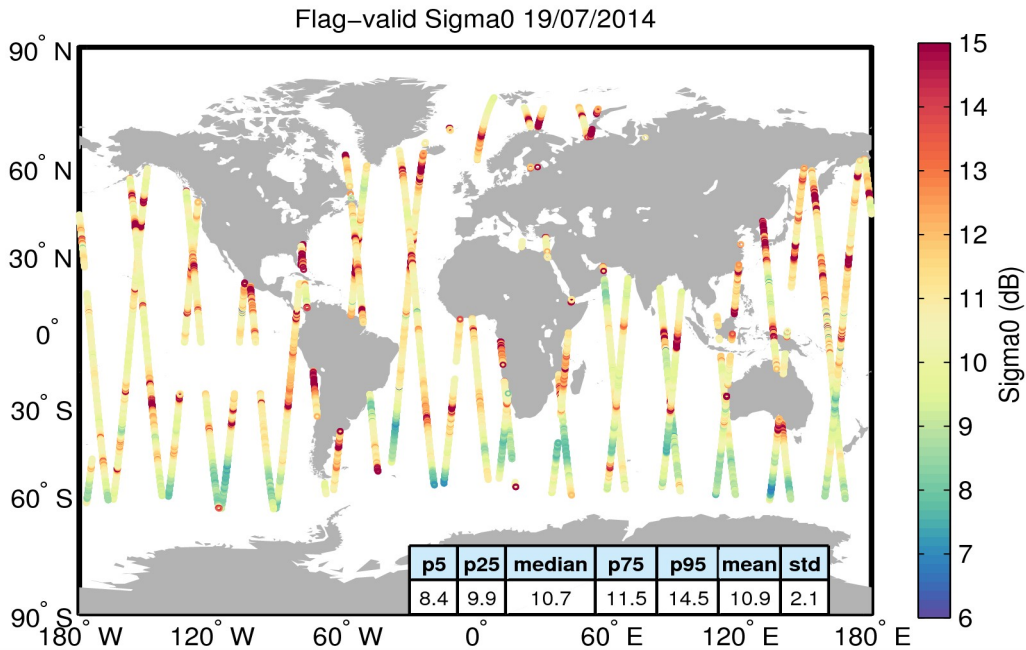 Flag−valid Sigma0 19/07/2014
90° N
60° N
30° N
0°
30° S
60° S
90° S
180° W
120° W
60° W
0°
60° E
120° E
180° E
p5 p25 median p75 p95 mean std
8.4 9.9 10.7 11.5 14.5 10.9 2.1
15
14
13
12
11
10
9
8
7
6
Sigma0 (dB)